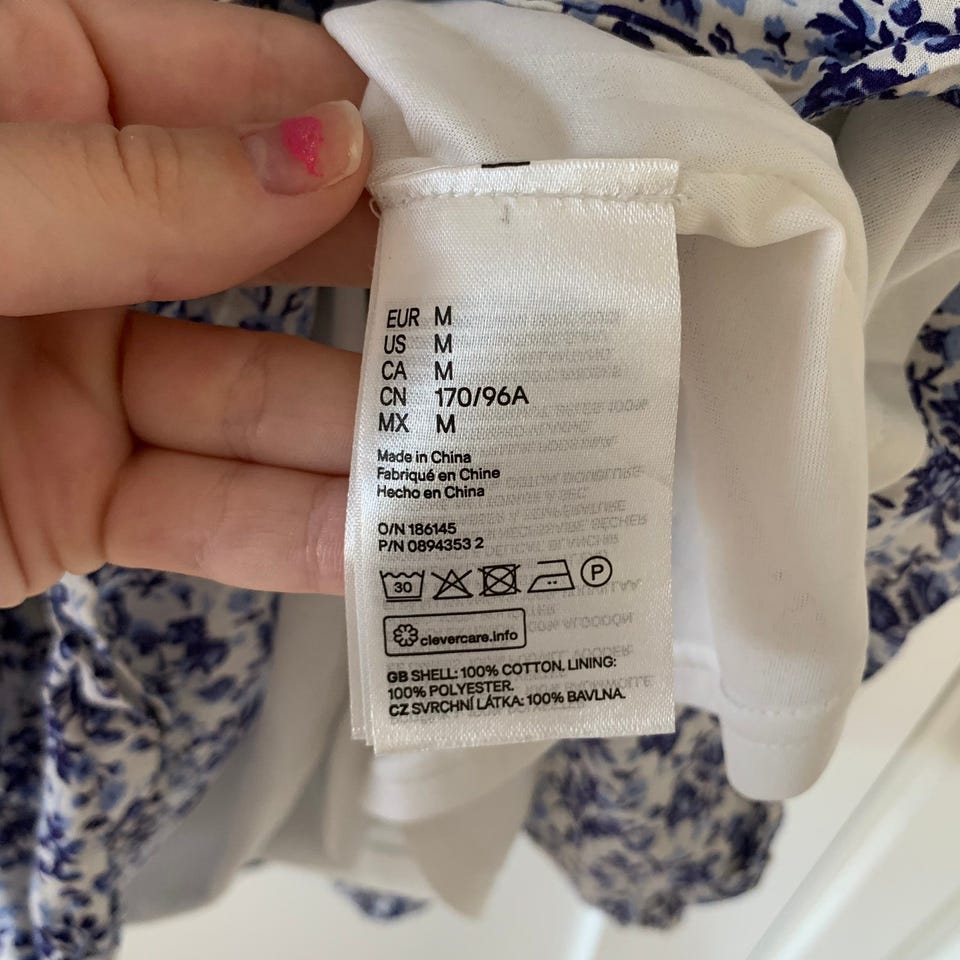 EUR M
US M
CA M
CN 170/96A
MX M
Made in China
Fabriqué en Chine
Hecho en China
O/N 186145
P/N 0894353 2
30 P
clevercare.info
GB SHELL: 100% COTTON. LINING:
100% POLYESTER.
CZ SVRCHNÍ LÁTKA: 100% BAVLNA.